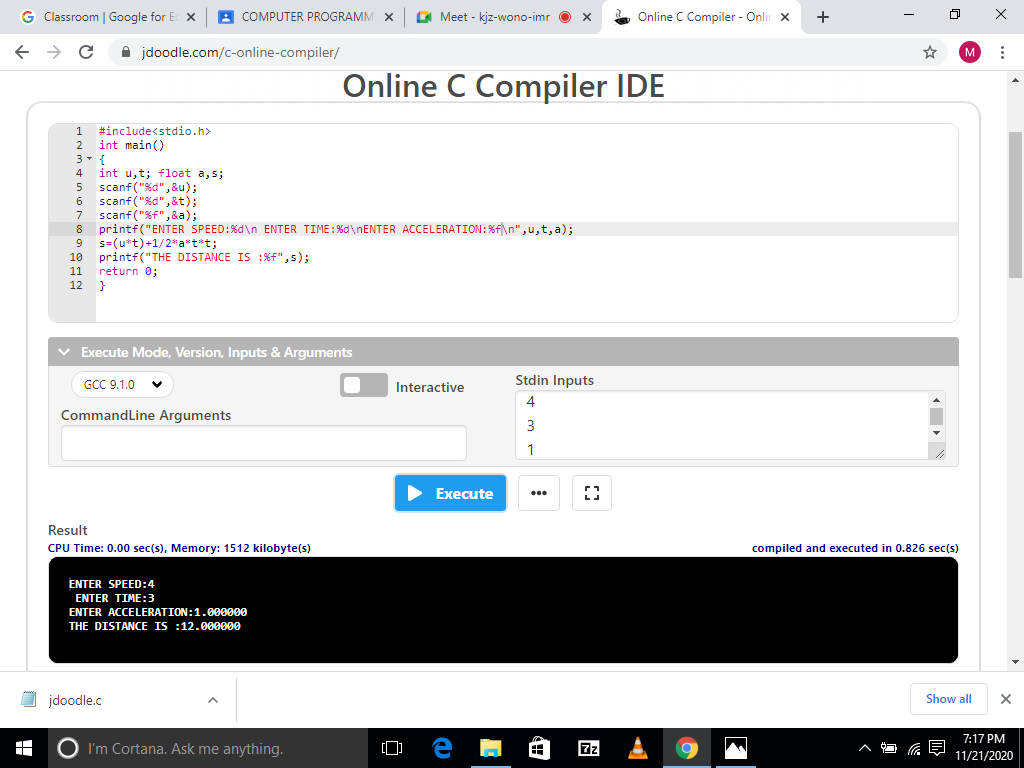 Classroom | Google for Ec
COMPUTER PROGRAMM
Meet - kjz-wono-imr
Online C Compiler - Onlin
jdoodle.com/c-online-compiler/
M
Online C Compiler IDE
1 #include<stdio.h>
2 int main()
3 {
4 int u,t; float a,s;
5 scanf("%d",&u);
6 scanf("%d",&t);
7 scanf("%f",&a);
8 printf("ENTER SPEED:%d\n ENTER TIME:%d\nENTER ACCELERATION:%f\n",u,t,a);
9 s=(u*t)+1/2*a*t*t;
10 printf("THE DISTANCE IS :%f",s);
11 return 0;
12 }
Execute Mode, Version, Inputs & Arguments
GCC 9.1.0
Interactive
Stdin Inputs
CommandLine Arguments
4
3
1
Execute
Result
CPU Time: 0.00 sec(s), Memory: 1512 kilobyte(s)
compiled and executed in 0.826 sec(s)
ENTER SPEED:4
ENTER TIME:3
ENTER ACCELERATION:1.000000
THE DISTANCE IS :12.000000
jdoodle.c
Show all
I'm Cortana. Ask me anything.
7z
7:17 PM
11/21/2020